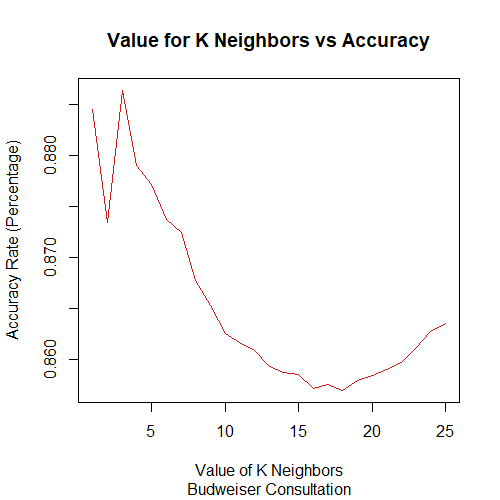 Value for K Neighbors vs Accuracy
Accuracy Rate (Percentage)
0.880
0.870
0.860
5 10 15 20 25
Value of K Neighbors
Budweiser Consultation